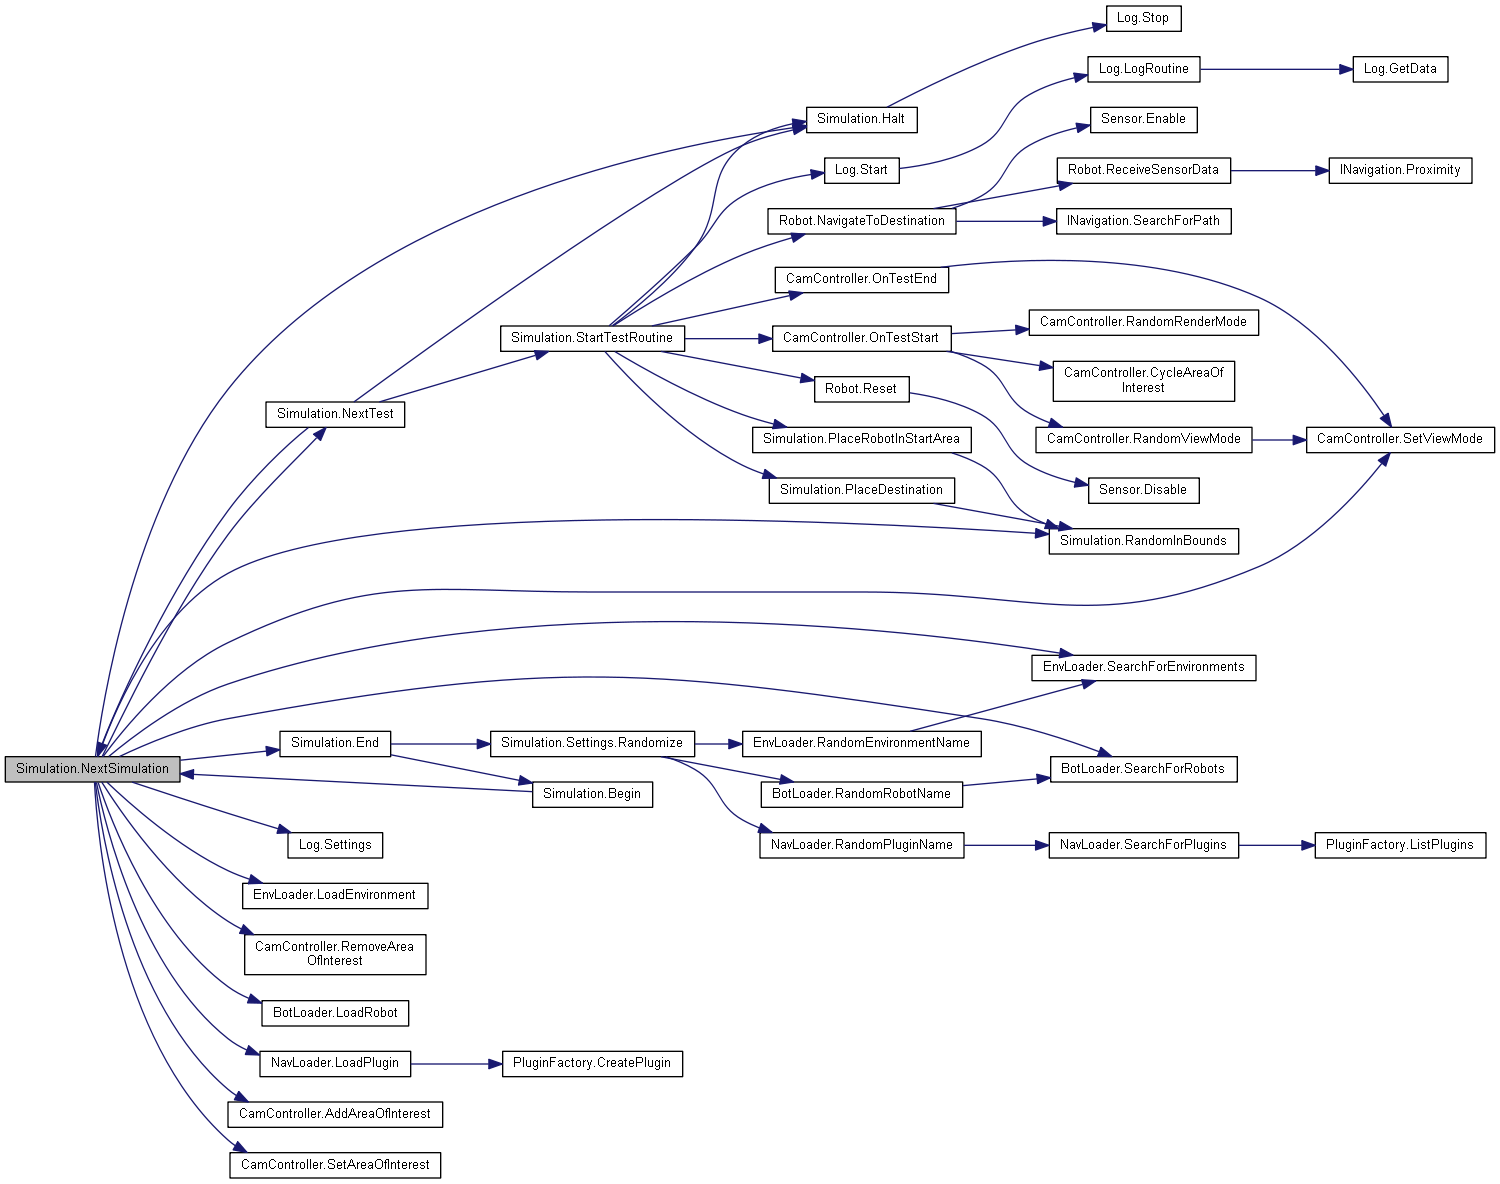 Log.Stop
Log.LogRoutine
Log.GetData
Simulation.Halt
Sensor.Enable
Log.Start
Robot.ReceiveSensorData
INavigation.Proximity
Robot.NavigateToDestination
INavigation.SearchForPath
CamController.OnTestEnd
CamController.RandomRenderMode
Simulation.StartTestRoutine
CamController.OnTestStart
CamController.CycleAreaOf
Interest
Robot.Reset
Simulation.NextTest
Simulation.PlaceRobotInStartArea
CamController.RandomViewMode
CamController.SetViewMode
Simulation.PlaceDestination
Sensor.Disable
Simulation.RandomInBounds
EnvLoader.SearchForEnvironments
Simulation.End
Simulation.Settings.Randomize
EnvLoader.RandomEnvironmentName
Simulation.NextSimulation
BotLoader.SearchForRobots
Simulation.Begin
BotLoader.RandomRobotName
Log.Settings
NavLoader.RandomPluginName
NavLoader.SearchForPlugins
PluginFactory.ListPlugins
EnvLoader.LoadEnvironment
CamController.RemoveArea
OfInterest
BotLoader.LoadRobot
NavLoader.LoadPlugin
PluginFactory.CreatePlugin
CamController.AddAreaOfInterest
CamController.SetAreaOfInterest